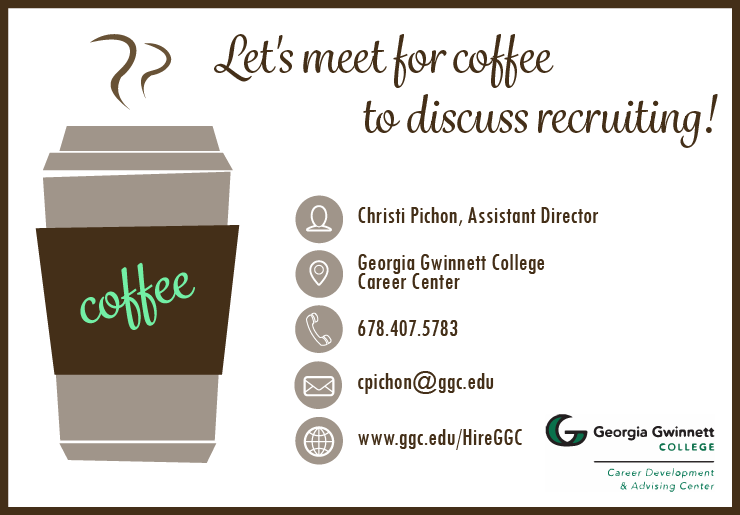 Let's meet for coffee
to discuss recruiting!
coffee
Christi Pichon, Assistant Director
Georgia Gwinnett College
Career Center
678.407.5783
cpichon@ggc.edu
www.ggc.edu/HireGGC
Georgia Gwinnett
COLLEGE
Career Development
& Advising Center